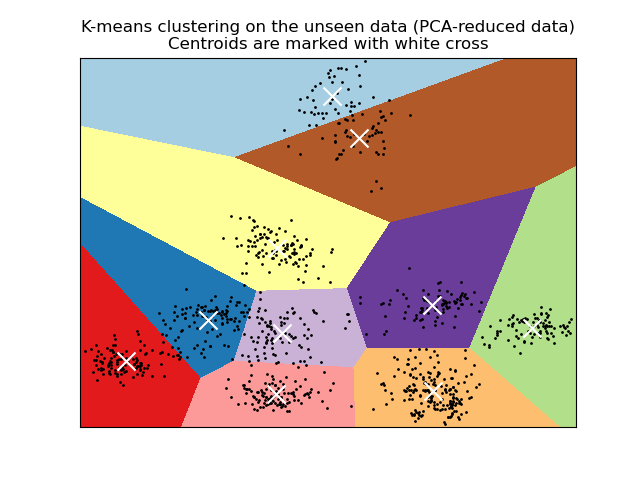 K-means clustering on the unseen data (PCA-reduced data)
Centroids are marked with white cross